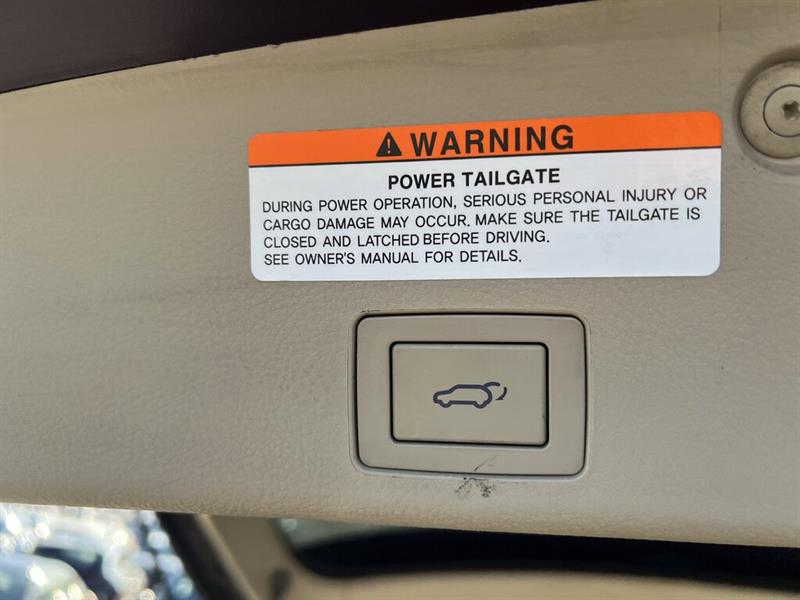 WARNING
POWER TAILGATE
DURING POWER OPERATION, SERIOUS PERSONAL INJURY OR
CARGO DAMAGE MAY OCCUR. MAKE SURE THE TAILGATE IS
CLOSED AND LATCHED BEFORE DRIVING.
SEE OWNER'S MANUAL FOR DETAILS.